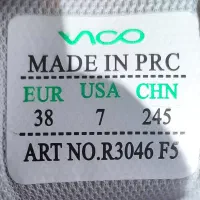 VICO
MADE IN PRC
EUR USA CHN
38 7 245
ART NO.R3046 F5